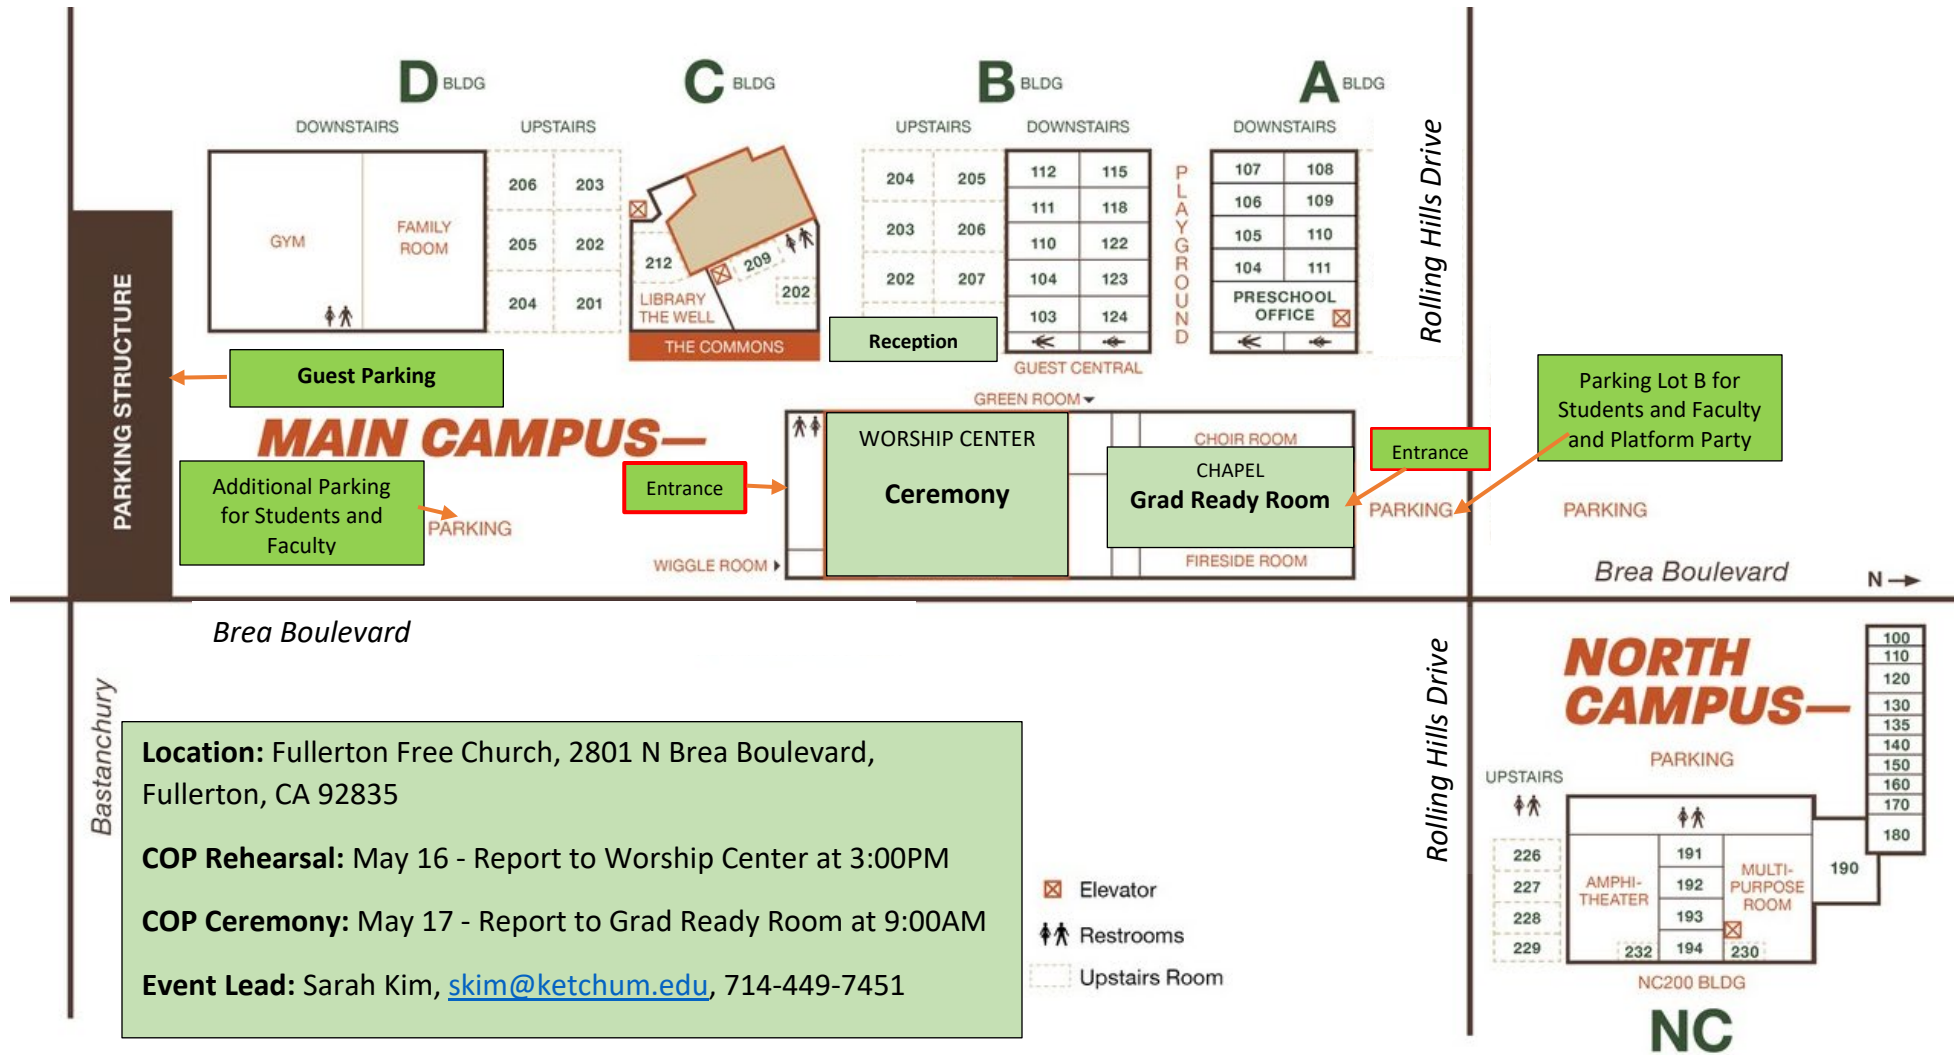 D BLDG
C BLDG
B BLDG
A BLDG
DOWNSTAIRS
UPSTAIRS
UPSTAIRS
DOWNSTAIRS
DOWNSTAIRS
GYM
FAMILY
ROOM
206 203
205 202
204 201
212
209
202
LIBRARY
THE WELL
THE COMMONS
204 205
203 206
202 207
Reception
112 115
111 118
110 122
104 123
103 124
GUEST CENTRAL
PLAYGROUND
107 108
106 109
105 110
104 111
PRESCHOOL
OFFICE
Rolling Hills Drive
PARKING STRUCTURE
Guest Parking
MAIN CAMPUS—
Additional Parking
for Students and
Faculty
PARKING
Entrance
WIGGLE ROOM
GREEN ROOM
WORSHIP CENTER
Ceremony
CHOIR ROOM
CHAPEL
Grad Ready Room
FIRESIDE ROOM
Entrance
PARKING
Parking Lot B for
Students and Faculty
and Platform Party
PARKING
Brea Boulevard
N
Brea Boulevard
Bastanchury
Rolling Hills Drive
Location: Fullerton Free Church, 2801 N Brea Boulevard,
Fullerton, CA 92835
COP Rehearsal: May 16 - Report to Worship Center at 3:00PM
COP Ceremony: May 17 - Report to Grad Ready Room at 9:00AM
Event Lead: Sarah Kim, skim@ketchum.edu, 714-449-7451
Elevator
Restrooms
Upstairs Room
NORTH
CAMPUS—
PARKING
100
110
120
130
135
140
150
160
170
180
190
UPSTAIRS
226
227
228
229
AMPHI-
THEATER
232
191
192
193
194
MULTI-
PURPOSE
ROOM
230
NC200 BLDG
NC